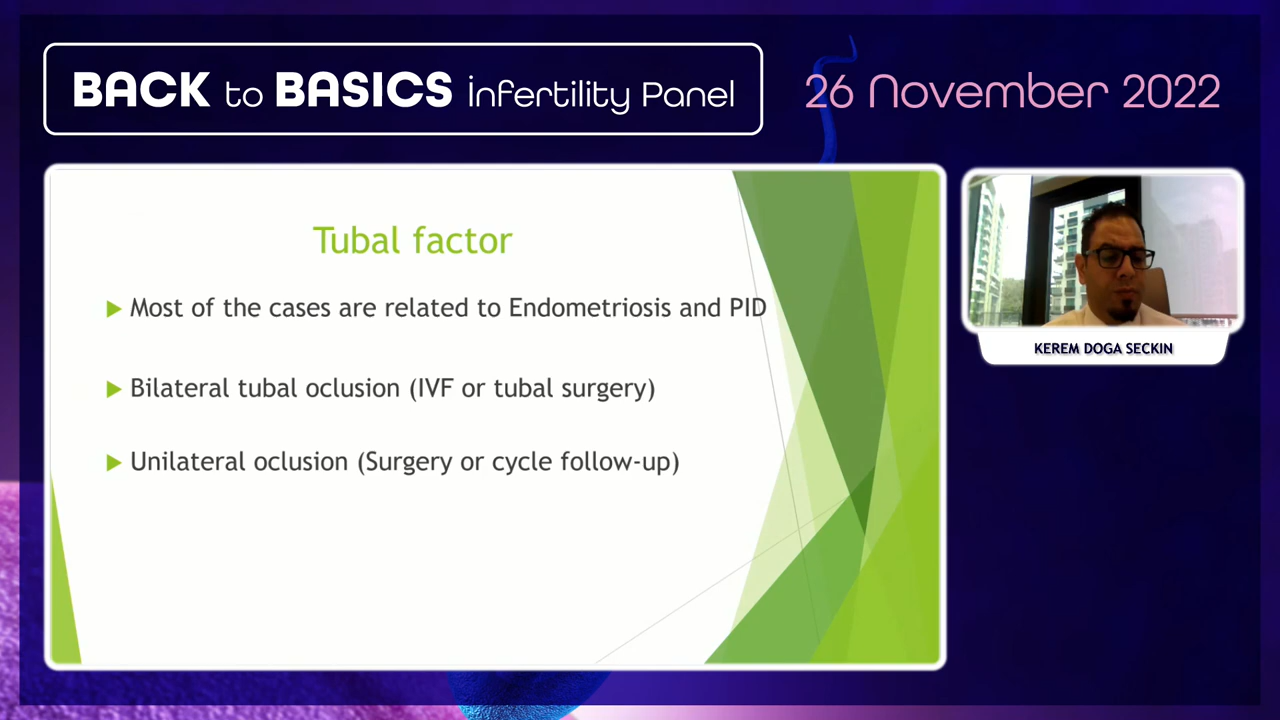 BACK to BASICS infertility Panel
26 November 2022
Tubal factor
Most of the cases are related to Endometriosis and PID
Bilateral tubal oclusion (IVF or tubal surgery)
Unilateral oclusion (Surgery or cycle follow-up)
KEREM DOGA SECKIN